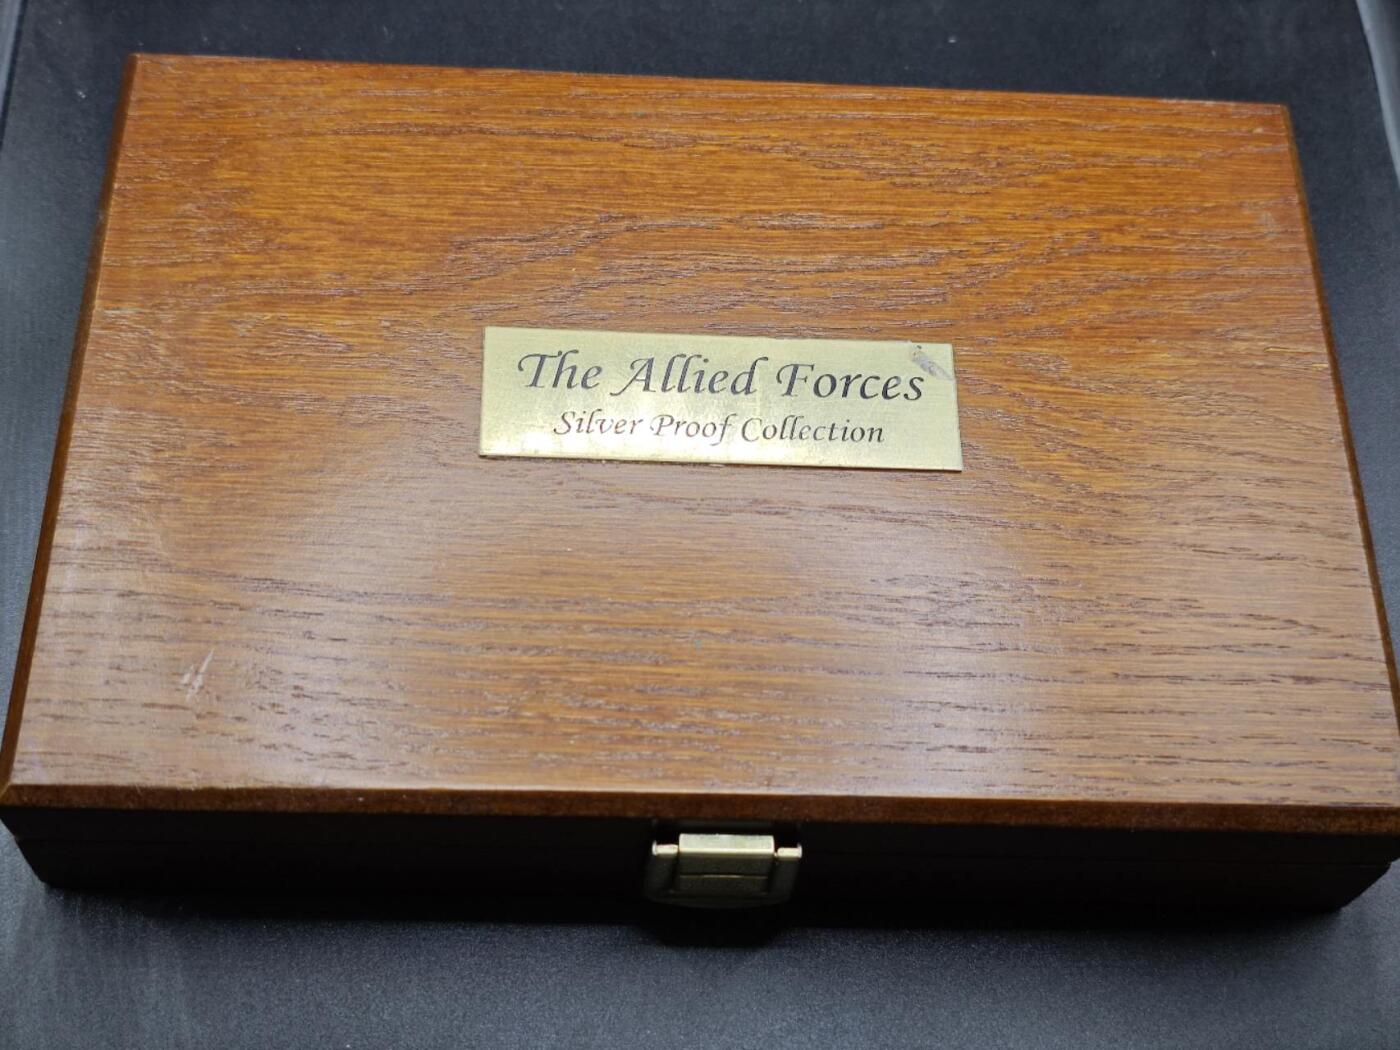 The Allied Forces
Silver Proof Collection